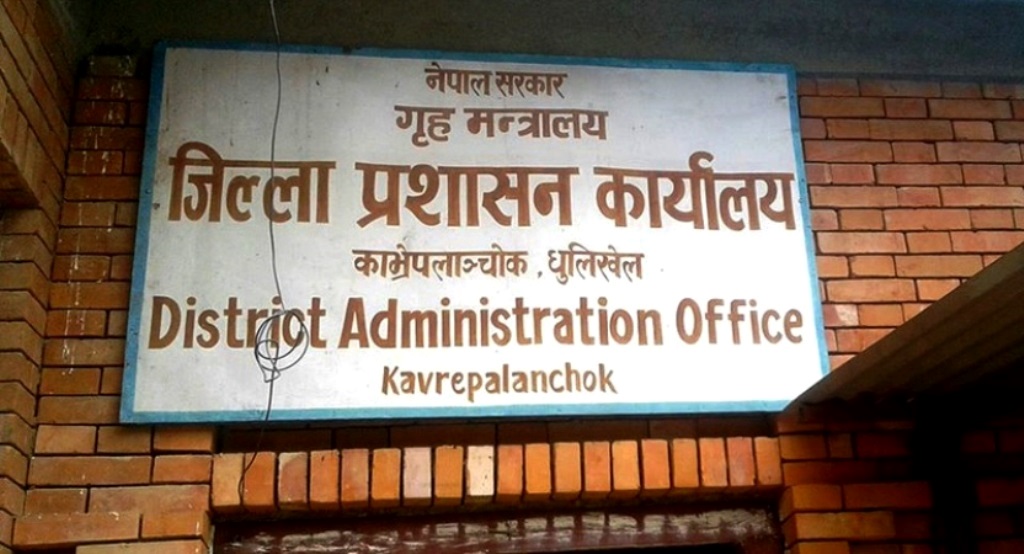 नेपाल सरकार
गृह मन्त्रालय
जिल्ला प्रशासन कार्यालय
काभ्रेपलाञ्चोक , धुलिखेल
District Administration Office
Kavrepalanchok